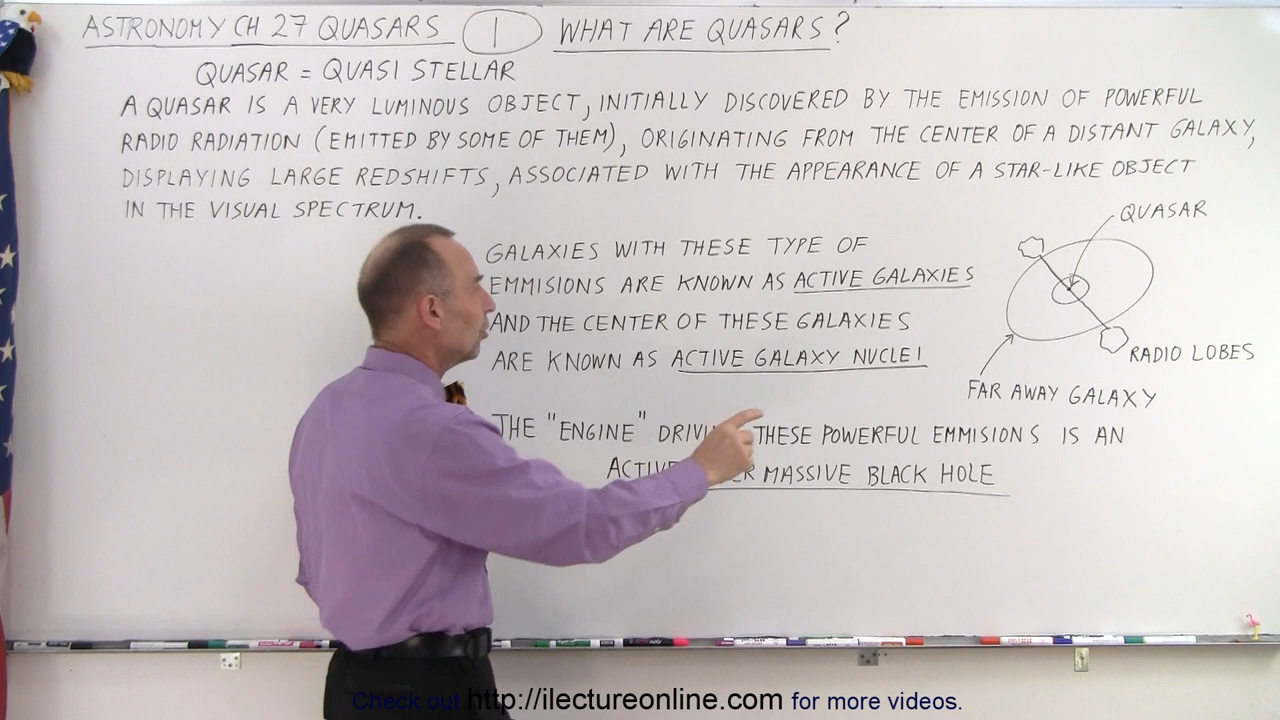 ASTRONOMY CH 27 QUASARS 1 WHAT ARE QUASARS?
QUASAR = QUASI STELLAR
A QUASAR IS A VERY LUMINOUS OBJECT, INITIALLY DISCOVERED BY THE EMISSION OF POWERFUL
RADIO RADIATION (EMITTED BY SOME OF THEM), ORIGINATING FROM THE CENTER OF A DISTANT GALAXY,
DISPLAYING LARGE REDSHIFTS, ASSOCIATED WITH THE APPEARANCE OF A STAR-LIKE OBJECT
IN THE VISUAL SPECTRUM.
QUASAR
GALAXIES WITH THESE TYPE OF
EMMISIONS ARE KNOWN AS ACTIVE GALAXIES
AND THE CENTER OF THESE GALAXIES
ARE KNOWN AS ACTIVE GALAXY NUCLEI
RADIO LOBES
FAR AWAY GALAXY
THE "ENGINE" THESE POWERFUL EMMISIONS IS AN
MASSIVE BLACK HOLE
Check out http://ilectureonline.com for more videos.